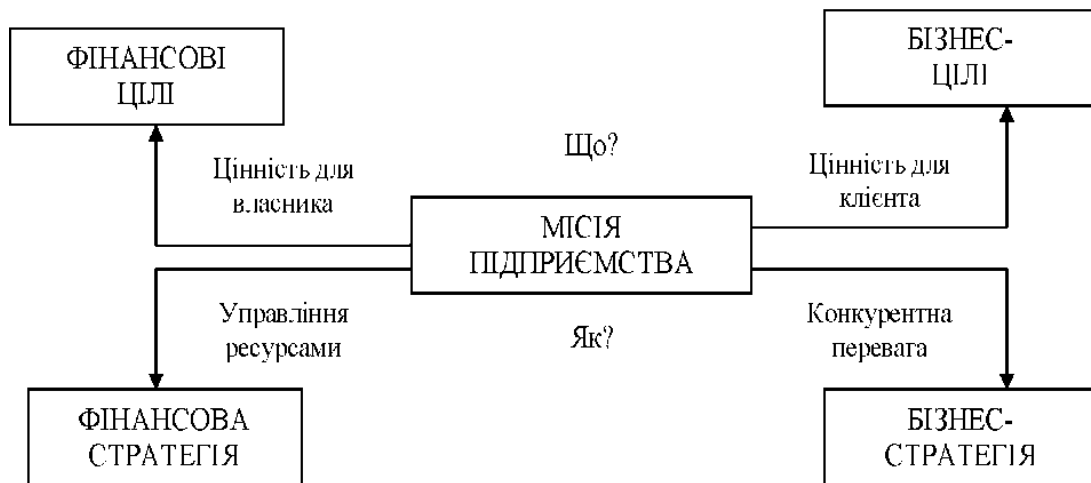 ФІНАНСОВІ
ЦІЛІ
БІЗНЕС-
ЦІЛІ
Що?
Цінність для
власника
Цінність для
клієнта
МІСІЯ
ПІДПРИЄМСТВА
Управління
ресурсами
Як?
Конкурентна
перевага
ФІНАНСОВА
СТРАТЕГІЯ
БІЗНЕС-
СТРАТЕГІЯ